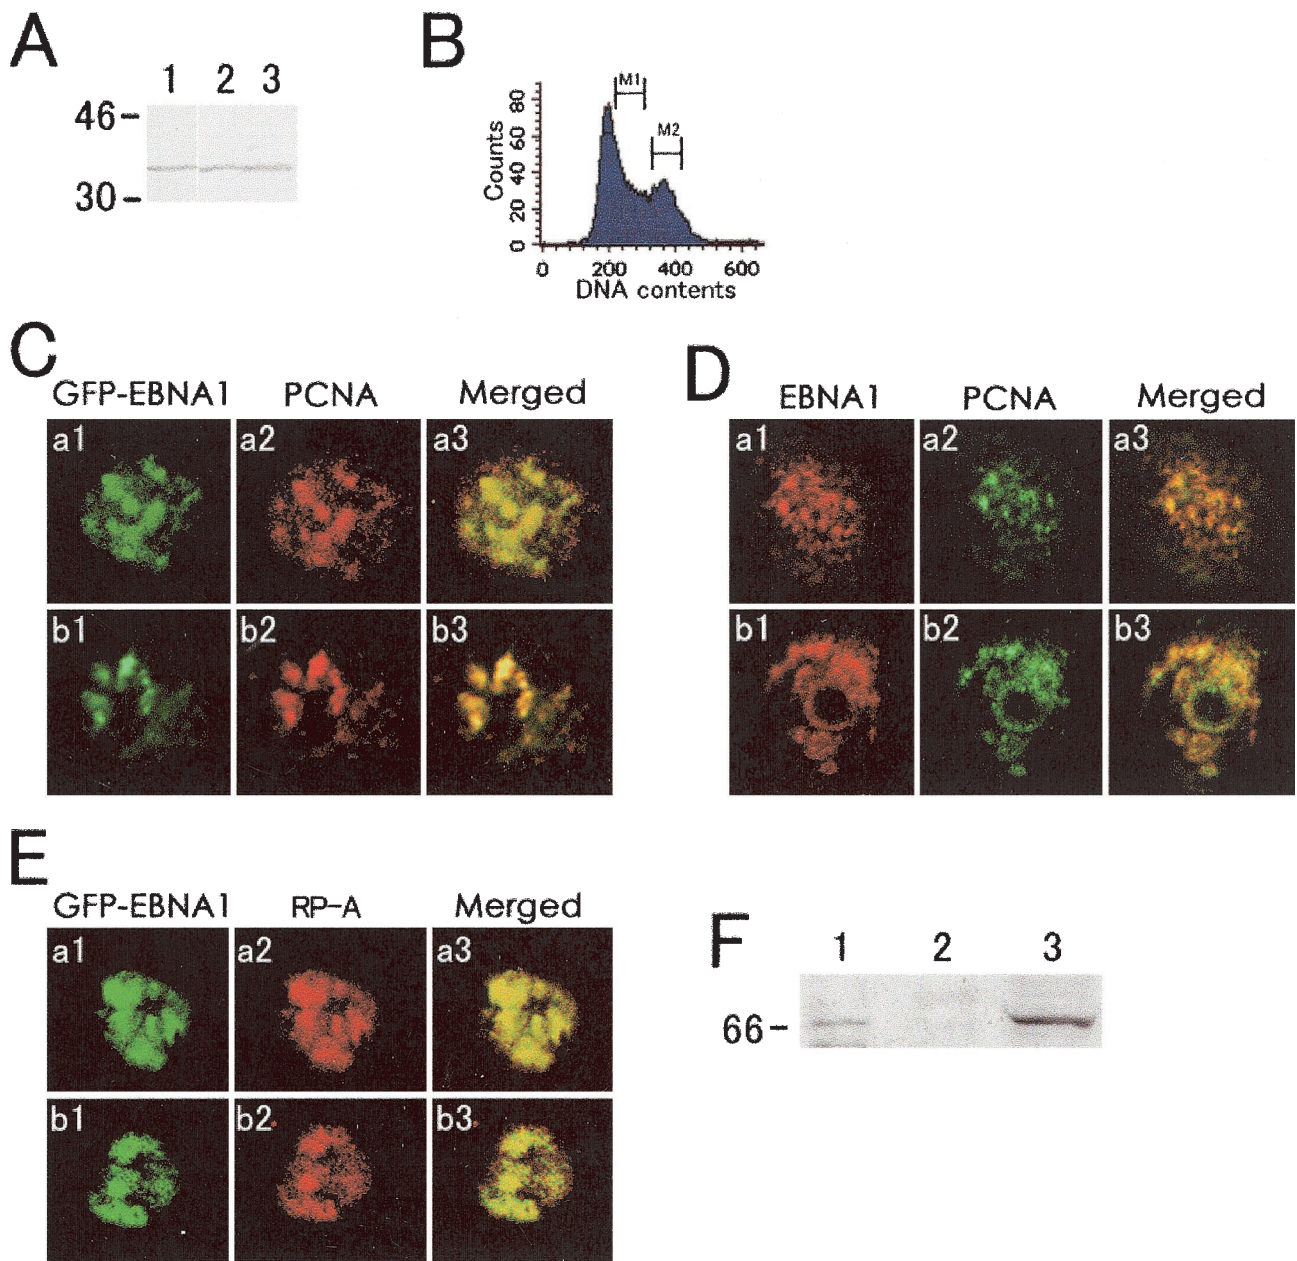 A
1 2 3
46
30
B
M1
M2
Counts
0 20 40 60 80
0 200 400 600
DNA contents
C
GFP-EBNA1 PCNA Merged
a1 a2 a3
b1 b2 b3
D
EBNA1 PCNA Merged
a1 a2 a3
b1 b2 b3
E
GFP-EBNA1 RP-A Merged
a1 a2 a3
b1 b2 b3
F
1 2 3
66